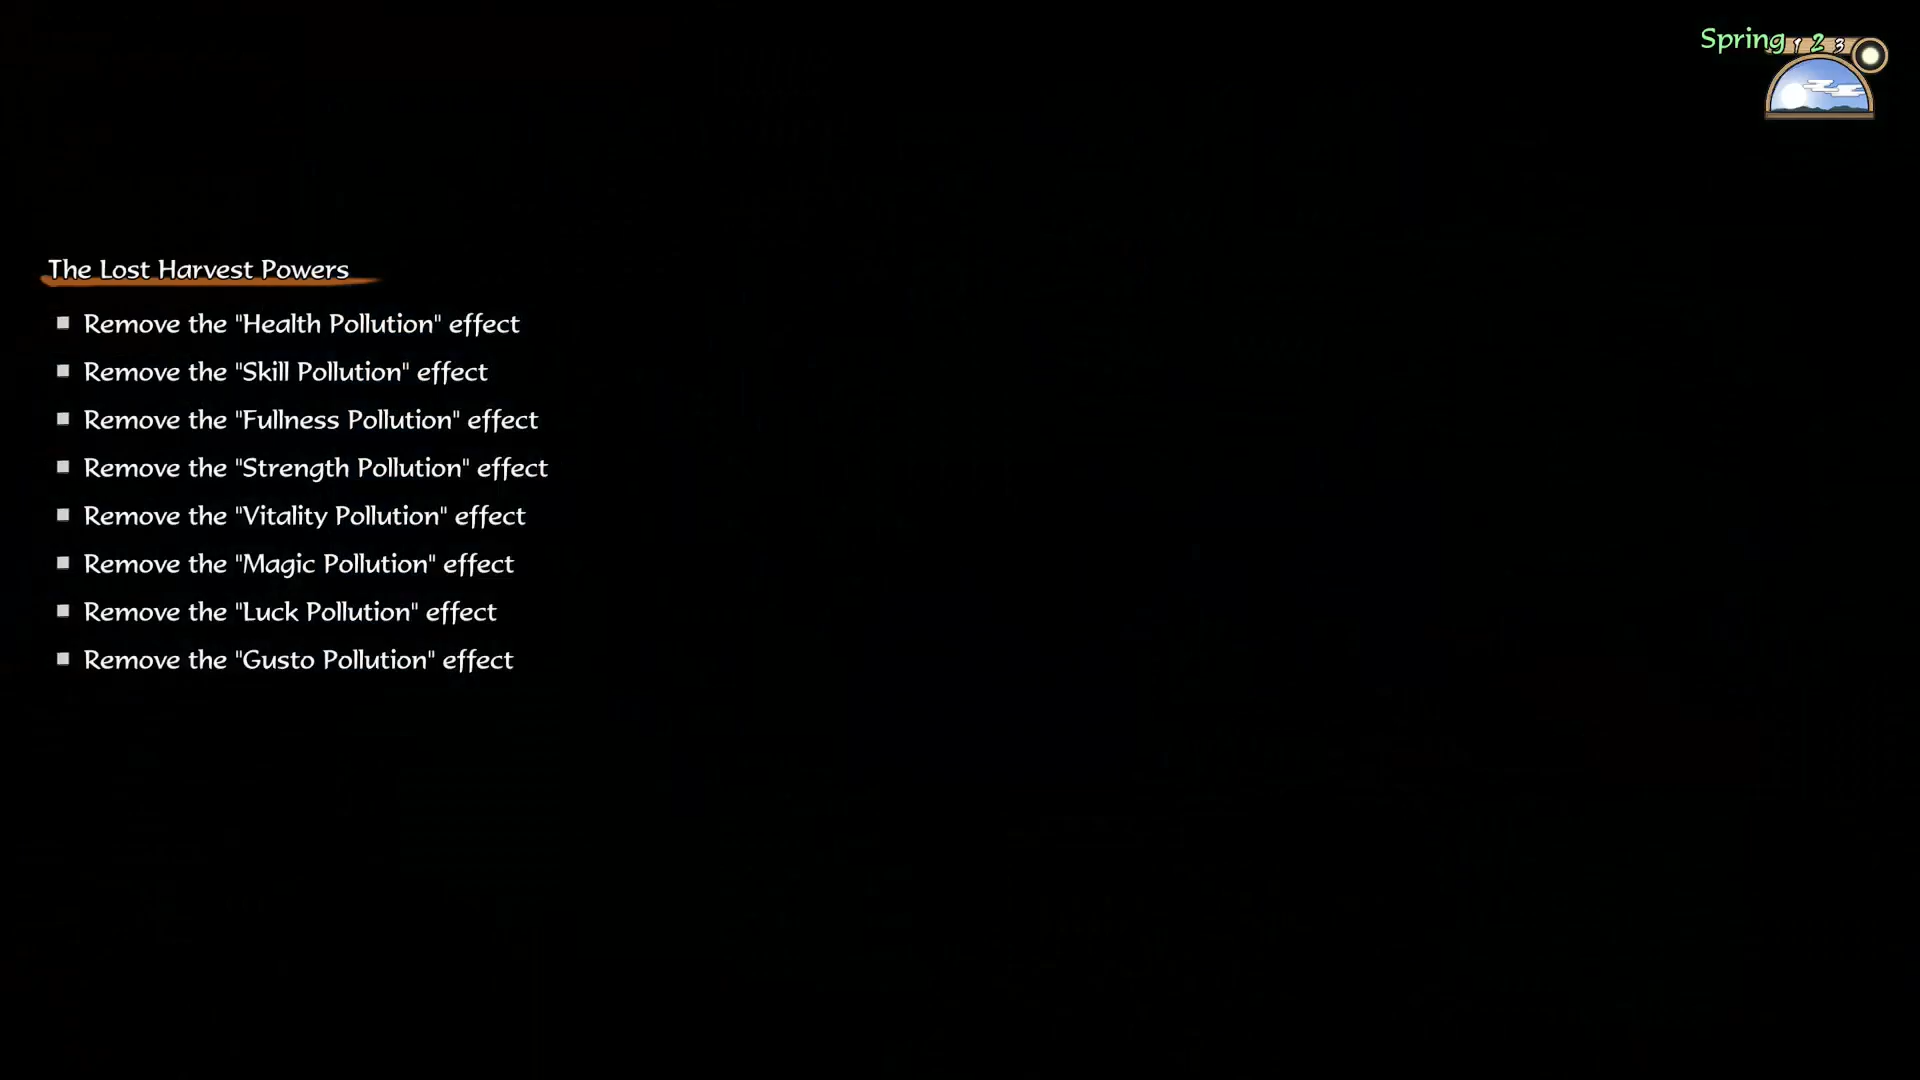 Spring 1 2 3
The Lost Harvest Powers
Remove the "Health Pollution" effect
Remove the "Skill Pollution" effect
Remove the "Fullness Pollution" effect
Remove the "Strength Pollution" effect
Remove the "Vitality Pollution" effect
Remove the "Magic Pollution" effect
Remove the "Luck Pollution" effect
Remove the "Gusto Pollution" effect